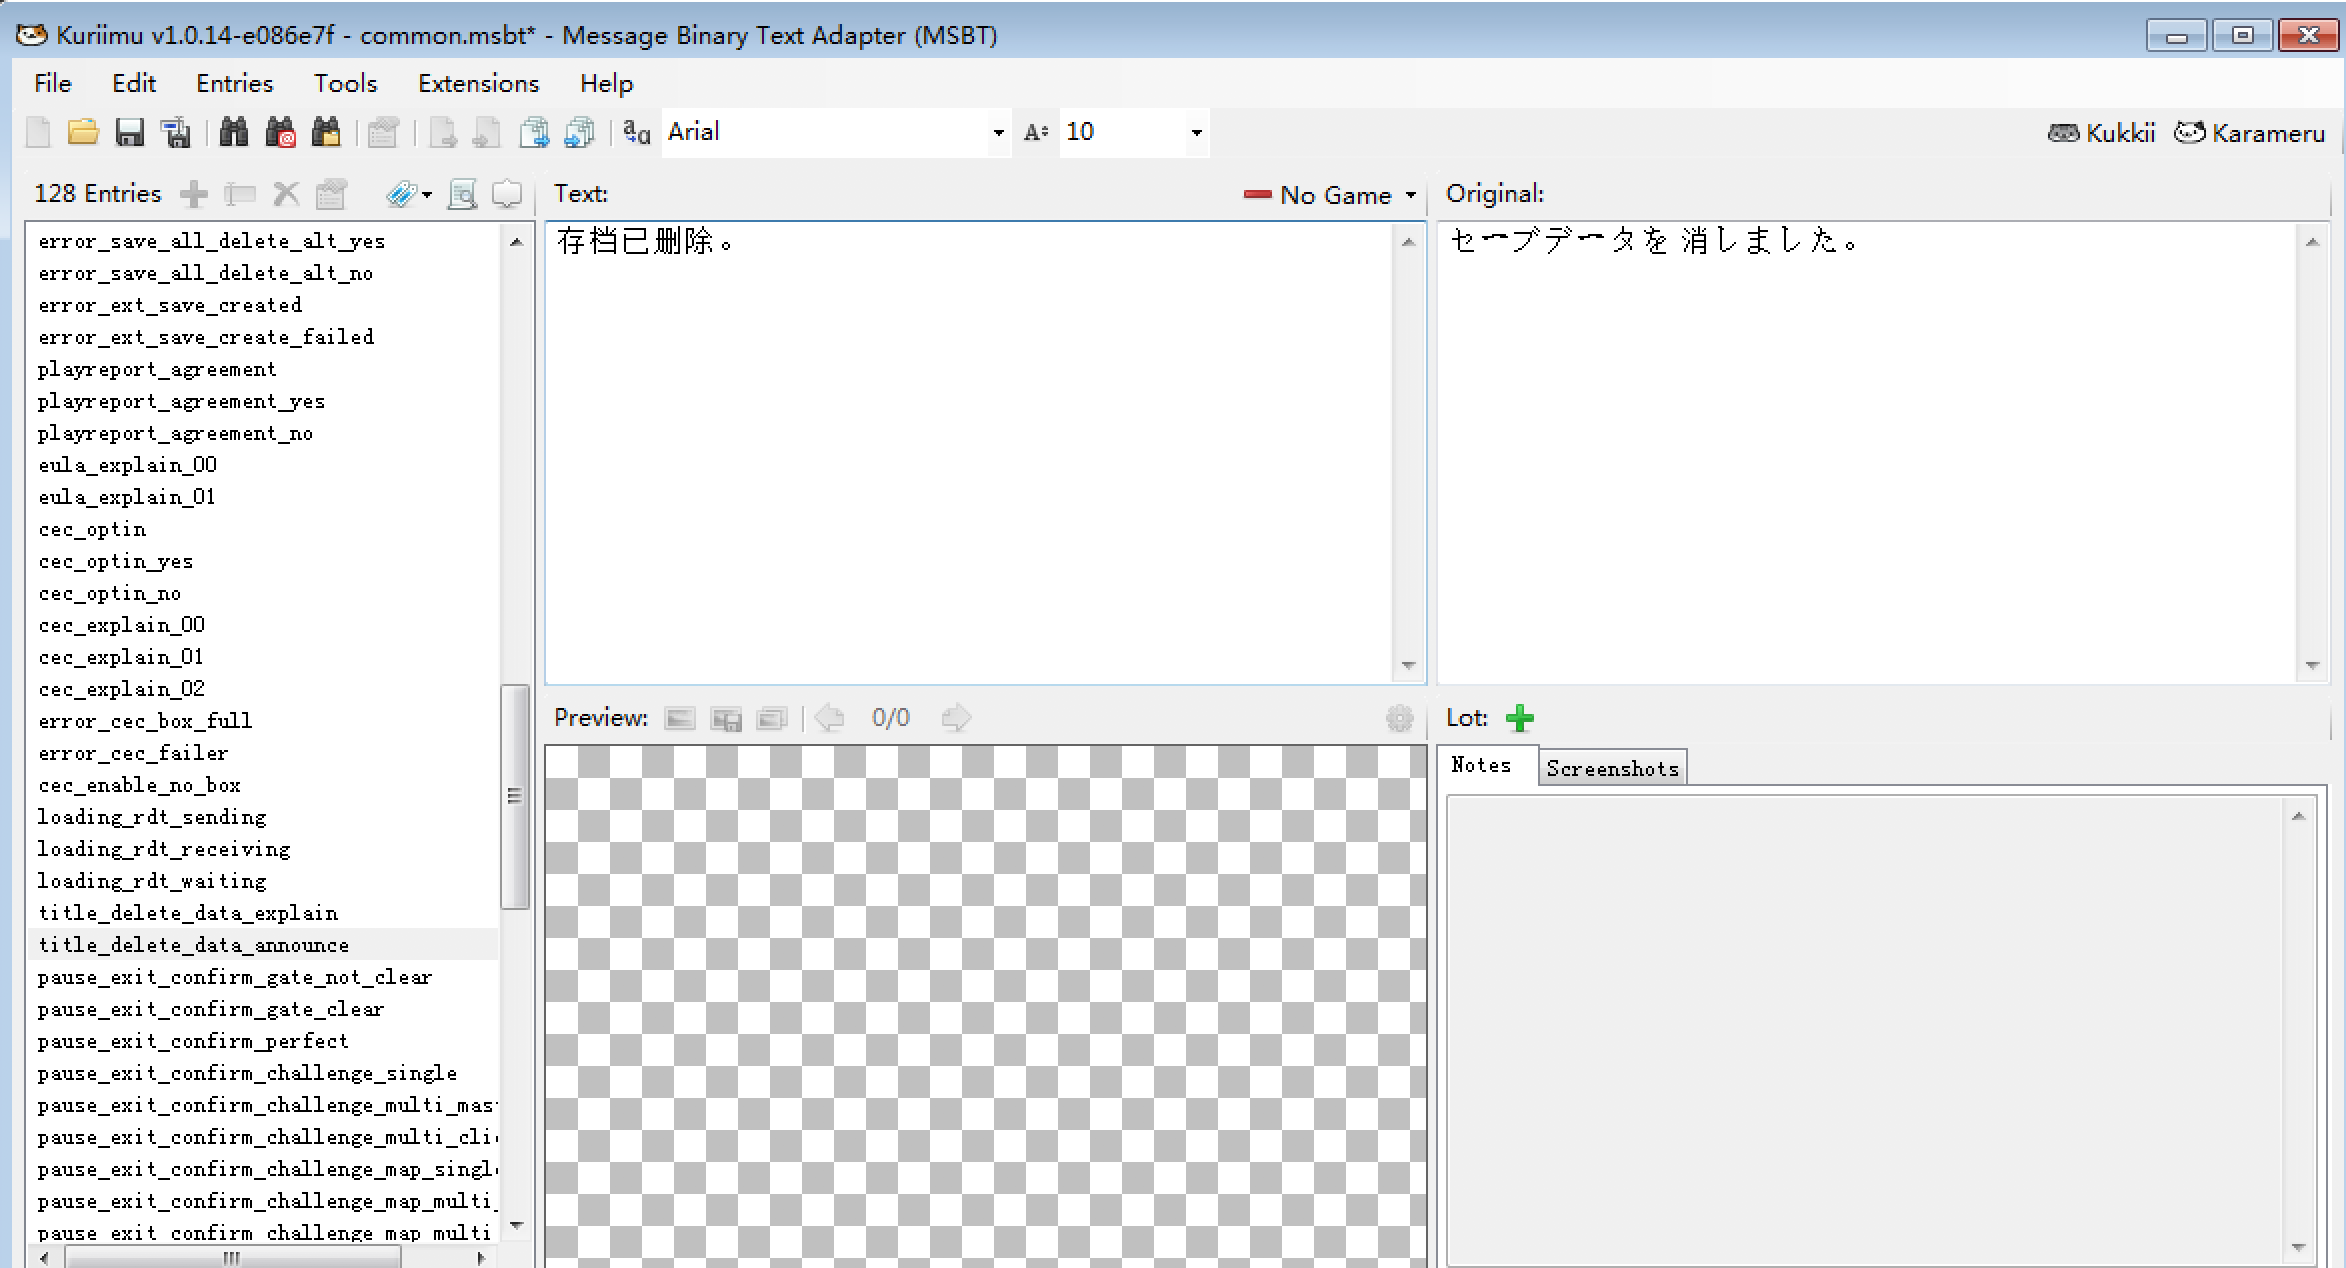 Kuriimu v1.0.14-e086e7f - common.msbt* - Message Binary Text Adapter (MSBT)
File Edit Entries Tools Extensions Help
Arial 10 Kukkii Karameru
128 Entries
error_save_all_delete_alt_yes
error_save_all_delete_alt_no
error_ext_save_created
error_ext_save_create_failed
playreport_agreement
playreport_agreement_yes
playreport_agreement_no
eula_explain_00
eula_explain_01
cec_optin
cec_optin_yes
cec_optin_no
cec_explain_00
cec_explain_01
cec_explain_02
error_cec_box_full
error_cec_failer
cec_enable_no_box
loading_rdt_sending
loading_rdt_receiving
loading_rdt_waiting
title_delete_data_explain
title_delete_data_announce
pause_exit_confirm_gate_not_clear
pause_exit_confirm_gate_clear
pause_exit_confirm_perfect
pause_exit_confirm_challenge_single
pause_exit_confirm_challenge_multi_mas
pause_exit_confirm_challenge_multi_cli
pause_exit_confirm_challenge_map_singl
pause_exit_confirm_challenge_map_multi_
pause_exit_confirm_challenge_map_multi
Text: No Game
存档已删除。
Original:
セーブデータを 消しました。
Preview: 0/0
Lot:
Notes Screenshots